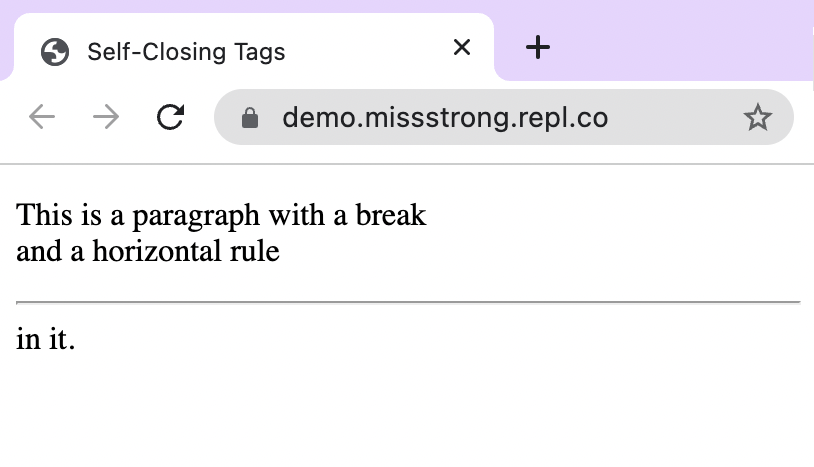 Self-Closing Tags
demo.missstrong.repl.co
This is a paragraph with a break
and a horizontal rule
in it.